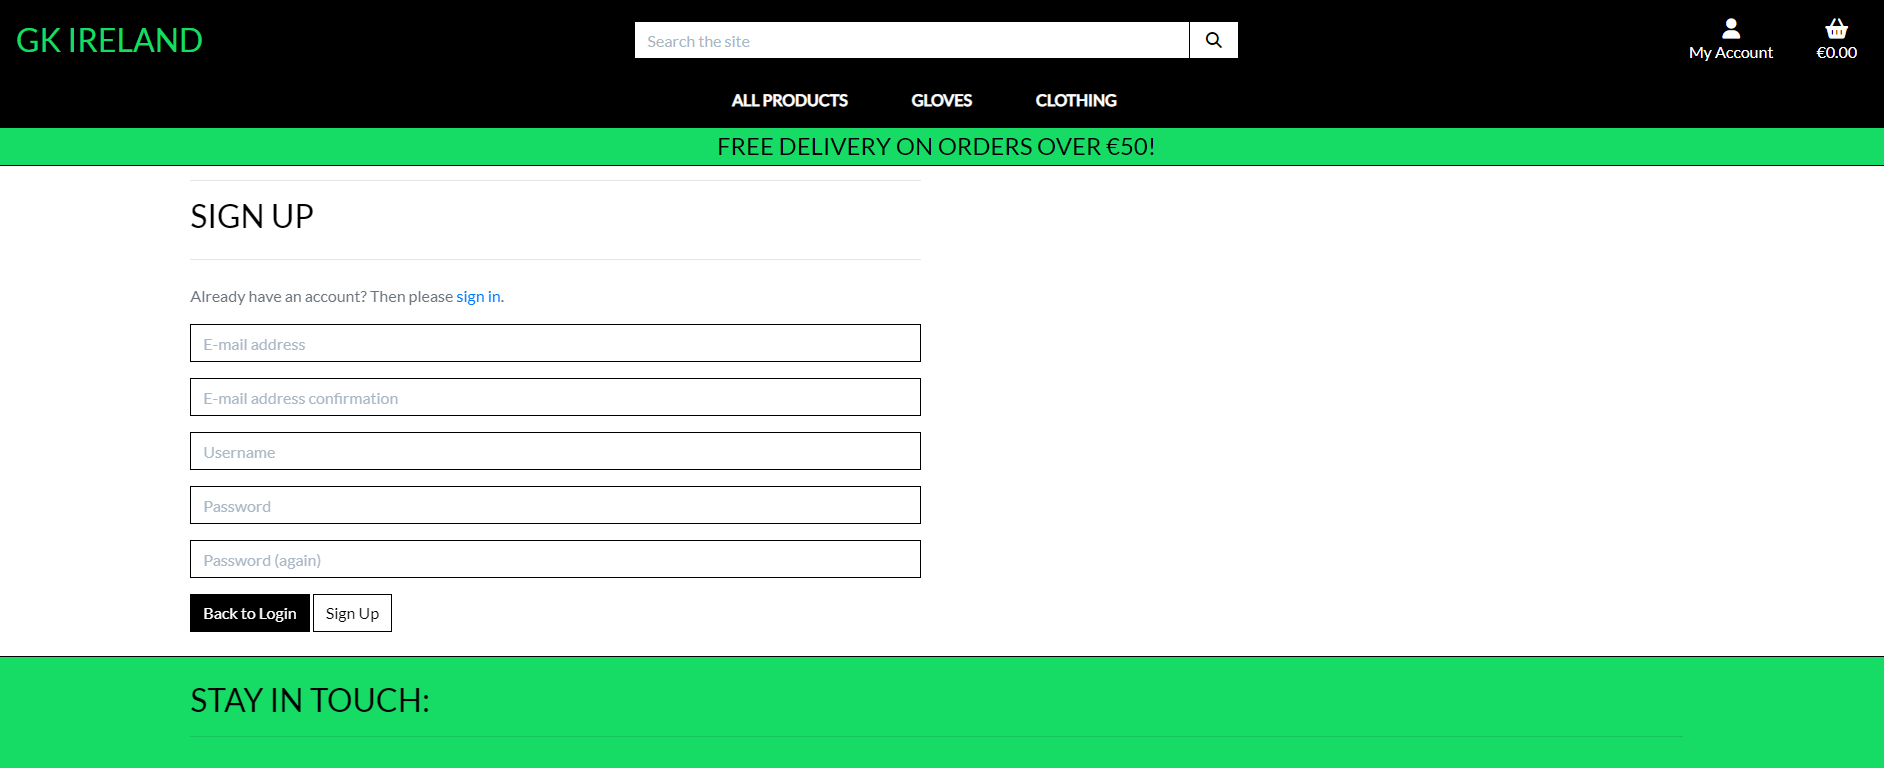 GK IRELAND
Search the site
My Account
€0.00
ALL PRODUCTS
GLOVES
CLOTHING
FREE DELIVERY ON ORDERS OVER €50!
SIGN UP
Already have an account? Then please sign in.
E-mail address
E-mail address confirmation
Username
Password
Password (again)
Back to Login
Sign Up
STAY IN TOUCH: